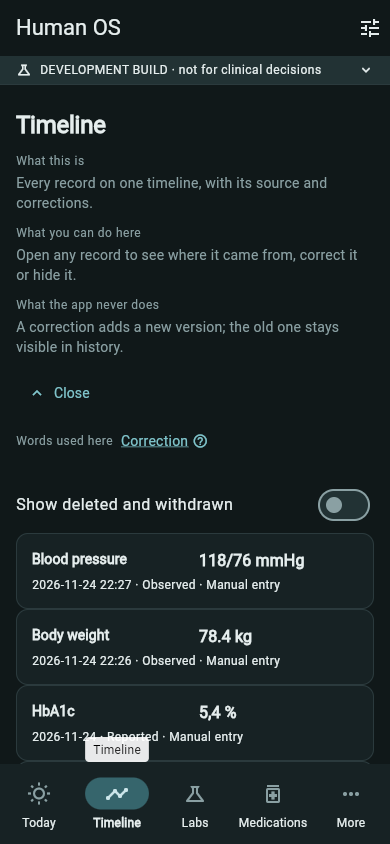 Human OS
DEVELOPMENT BUILD · not for clinical decisions
Timeline
What this is
Every record on one timeline, with its source and
corrections.
What you can do here
Open any record to see where it came from, correct it
or hide it.
What the app never does
A correction adds a new version; the old one stays
visible in history.
Close
Words used here Correction
Show deleted and withdrawn
Blood pressure 118/76 mmHg
2026-11-24 22:27 · Observed · Manual entry
Body weight 78.4 kg
2026-11-24 22:26 · Observed · Manual entry
HbA1c 5,4 %
2026-11-24 · Reported · Manual entry
Timeline
Today Timeline Labs Medications More